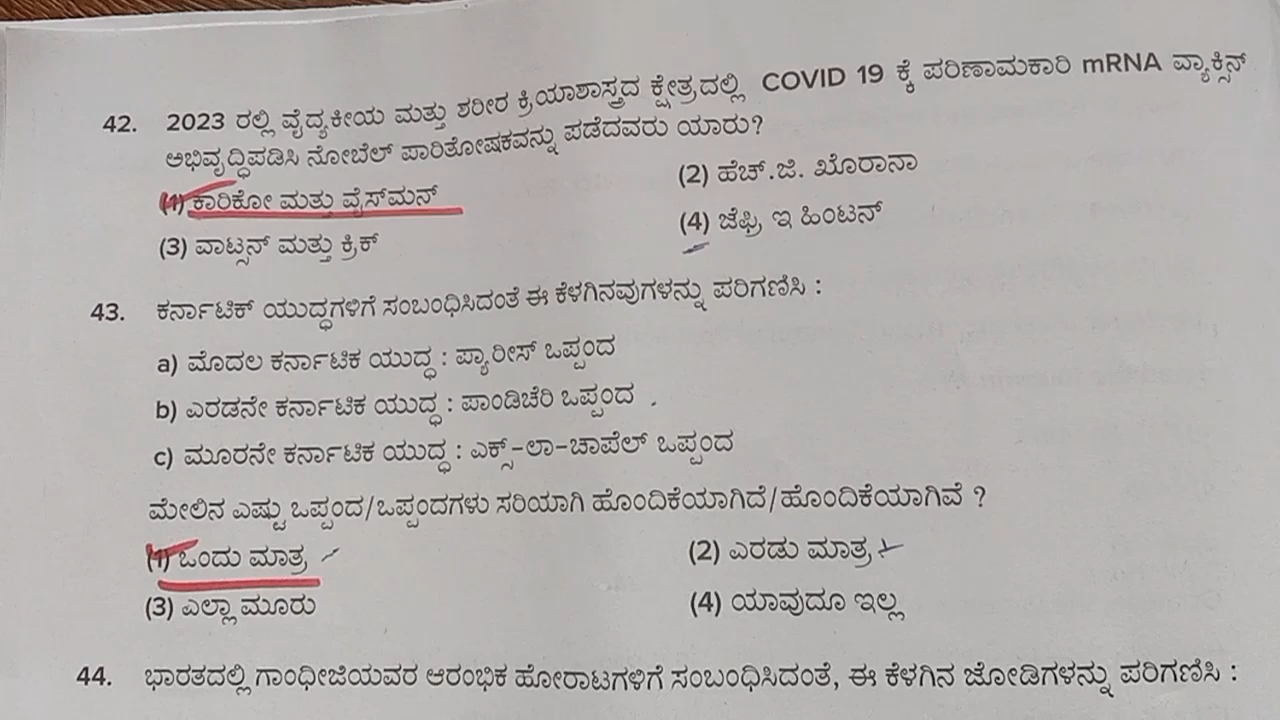 42. 2023 ರಲ್ಲಿ ವೈದ್ಯಕೀಯ ಮತ್ತು ಶರೀರ ಕ್ರಿಯಾಶಾಸ್ತ್ರದ ಕ್ಷೇತ್ರದಲ್ಲಿ COVID 19 ಕ್ಕೆ ಪರಿಣಾಮಕಾರಿ mRNA ವ್ಯಾಕ್ಸಿನ್
ಅಭಿವೃದ್ಧಿಪಡಿಸಿ ನೋಬೆಲ್ ಪಾರಿತೋಷಕವನ್ನು ಪಡೆದವರು ಯಾರು?
(1) ಕಾರಿಕೋ ಮತ್ತು ವೈಸ್‌ಮನ್ (2) ಹೆಚ್.ಜಿ. ಖೊರಾನಾ
(3) ವಾಟ್ಸನ್ ಮತ್ತು ಕ್ರಿಕ್ (4) ಜೆಫ್ರಿ ಇ ಹಿಂಟನ್
43. ಕರ್ನಾಟಿಕ್ ಯುದ್ಧಗಳಿಗೆ ಸಂಬಂಧಿಸಿದಂತೆ ಈ ಕೆಳಗಿನವುಗಳನ್ನು ಪರಿಗಣಿಸಿ :
a) ಮೊದಲ ಕರ್ನಾಟಿಕ ಯುದ್ಧ : ಪ್ಯಾರೀಸ್ ಒಪ್ಪಂದ
b) ಎರಡನೇ ಕರ್ನಾಟಿಕ ಯುದ್ಧ : ಪಾಂಡಿಚೆರಿ ಒಪ್ಪಂದ .
c) ಮೂರನೇ ಕರ್ನಾಟಿಕ ಯುದ್ಧ : ಎಕ್ಸ್-ಲಾ-ಚಾಪೆಲ್ ಒಪ್ಪಂದ
ಮೇಲಿನ ಎಷ್ಟು ಒಪ್ಪಂದ/ಒಪ್ಪಂದಗಳು ಸರಿಯಾಗಿ ಹೊಂದಿಕೆಯಾಗಿದೆ/ಹೊಂದಿಕೆಯಾಗಿವೆ ?
(1) ಒಂದು ಮಾತ್ರ (2) ಎರಡು ಮಾತ್ರ
(3) ಎಲ್ಲಾ ಮೂರು (4) ಯಾವುದೂ ಇಲ್ಲ
44. ಭಾರತದಲ್ಲಿ ಗಾಂಧೀಜಿಯವರ ಆರಂಭಿಕ ಹೋರಾಟಗಳಿಗೆ ಸಂಬಂಧಿಸಿದಂತೆ, ಈ ಕೆಳಗಿನ ಜೋಡಿಗಳನ್ನು ಪರಿಗಣಿಸಿ :